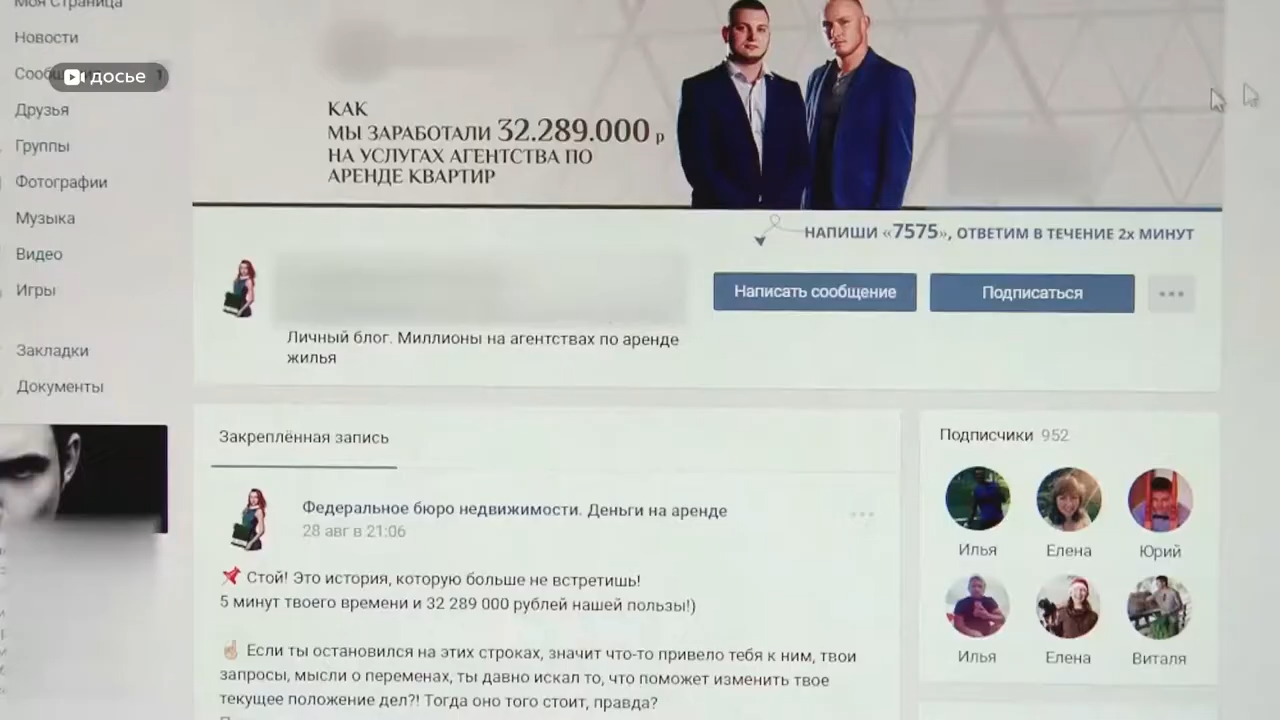 Моя Страница
Новости
досье
1
Друзья
Группы
Фотографии
Музыка
Видео
Игры
Закладки
Документы
КАК
МЫ ЗАРАБОТАЛИ 32.289.000 р
НА УСЛУГАХ АГЕНТСТВА ПО
АРЕНДЕ КВАРТИР
НАПИШИ «7575», ОТВЕТИМ В ТЕЧЕНИЕ 2х МИНУТ
Написать сообщение
Подписаться
Личный блог. Миллионы на агентствах по аренде
жилья
Закреплённая запись
Федеральное бюро недвижимости. Деньги на аренде
28 авг в 21:06
Стой! Это история, которую больше не встретишь!
5 минут твоего времени и 32 289 000 рублей нашей пользы!)
Если ты остановился на этих строках, значит что-то привело тебя к ним, твои
запросы, мысли о переменах, ты давно искал то, что поможет изменить твое
текущее положение дел?! Тогда оно того стоит, правда?
Подписчики 952
Илья
Елена
Юрий
Илья
Елена
Виталя